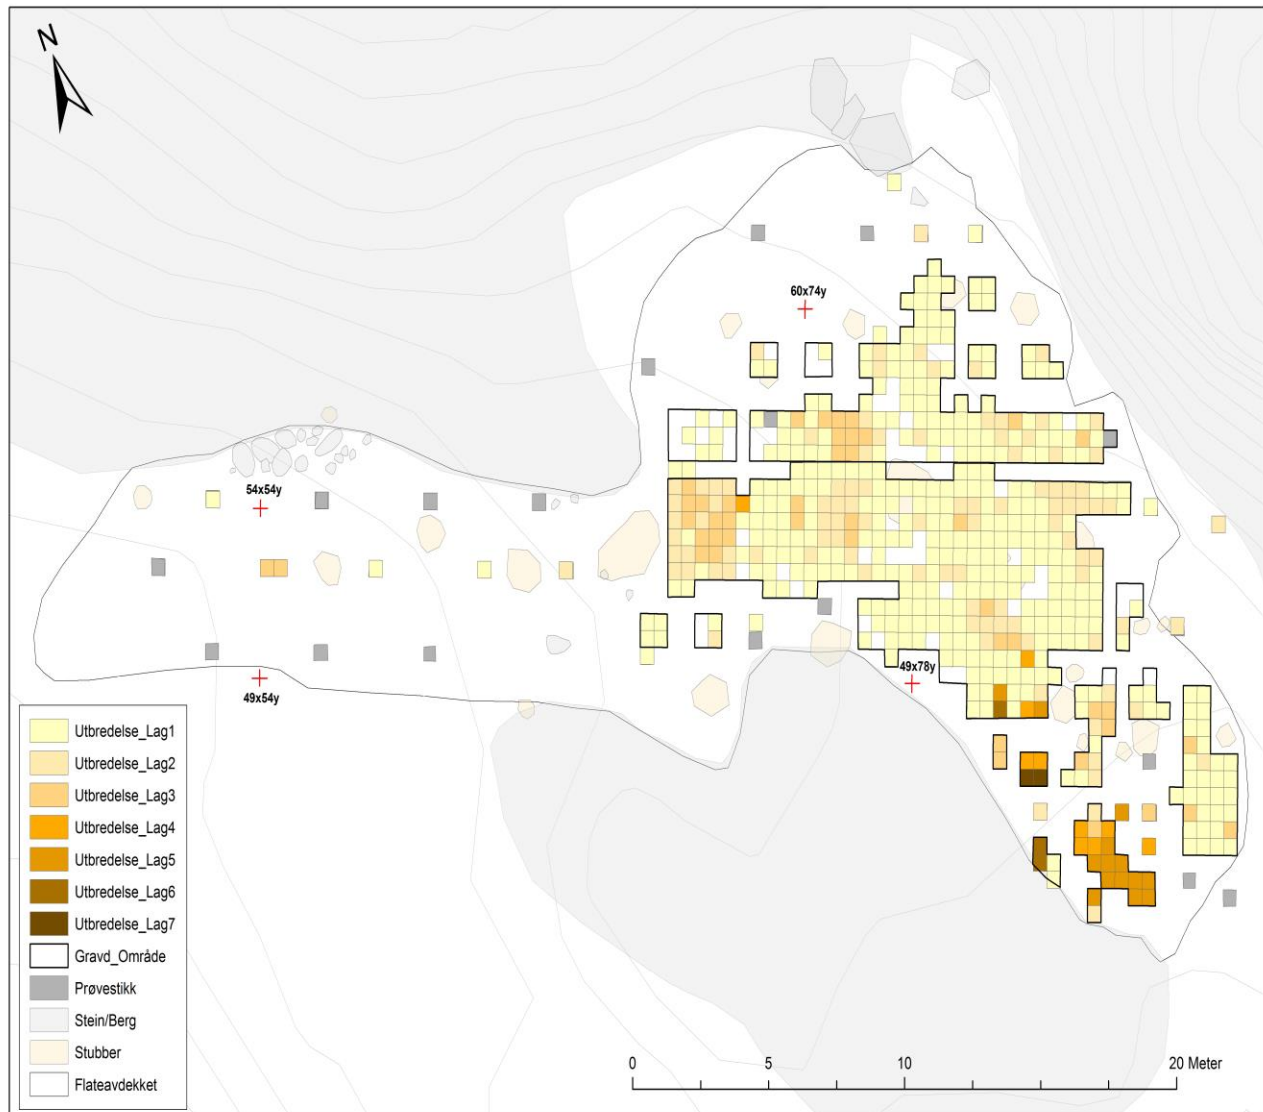 N
60x74y
54x54y
49x54y
49x78y
Utbredelse_Lag1
Utbredelse_Lag2
Utbredelse_Lag3
Utbredelse_Lag4
Utbredelse_Lag5
Utbredelse_Lag6
Utbredelse_Lag7
Gravd_Område
Prøvestikk
Stein/Berg
Stubber
Flateavdekket
0 5 10 20 Meter